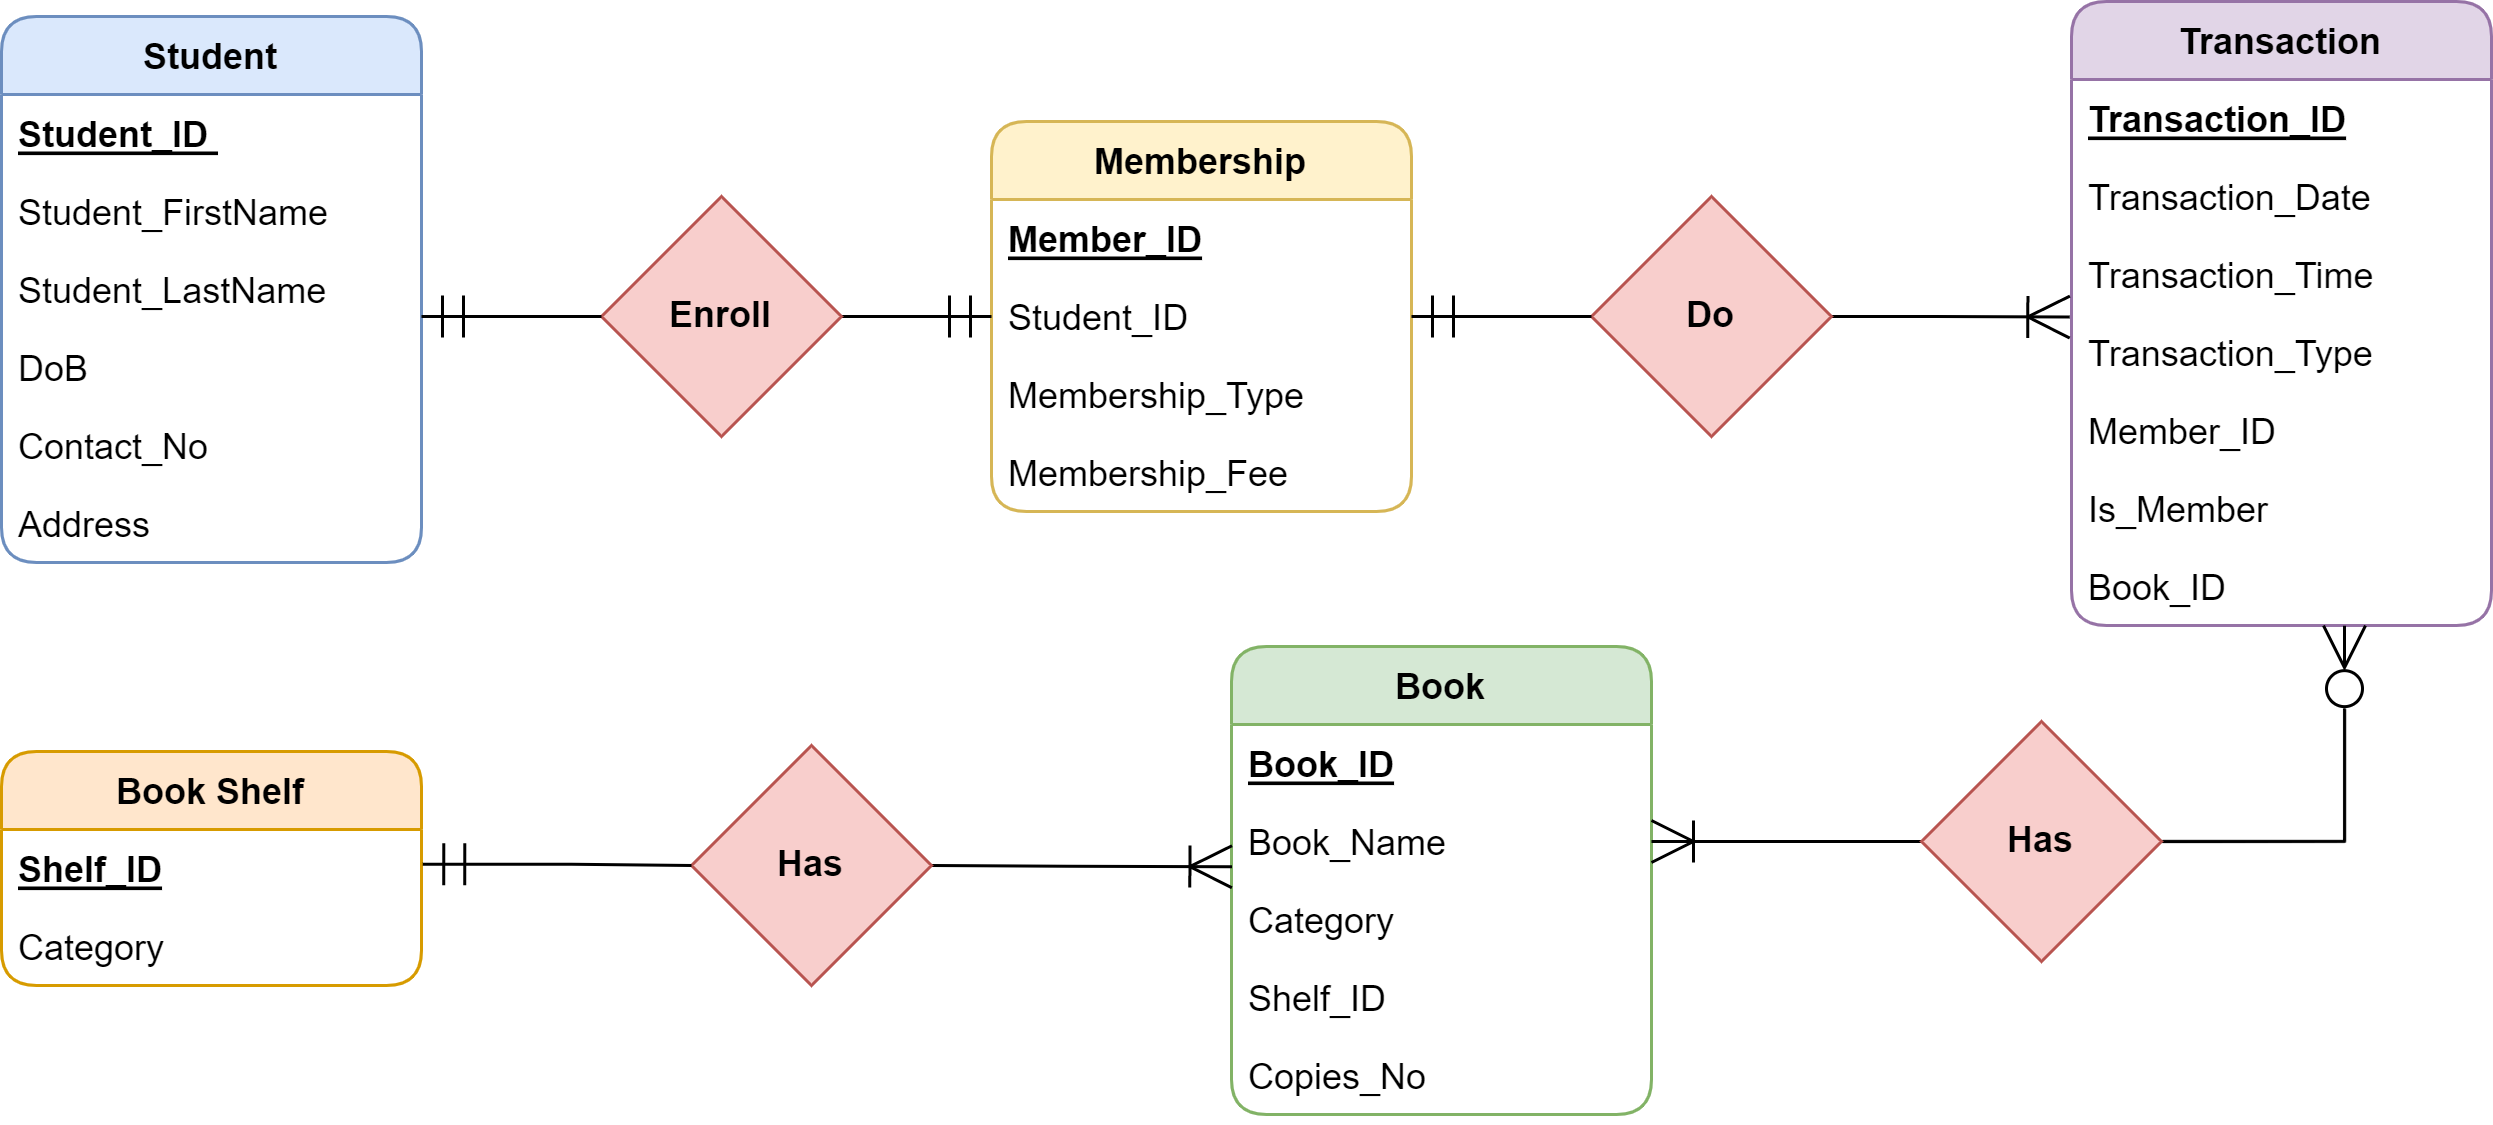 Student
Student_ID
Student_FirstName
Student_LastName
DoB
Contact_No
Address
Enroll
Membership
Member_ID
Student_ID
Membership_Type
Membership_Fee
Do
Transaction
Transaction_ID
Transaction_Date
Transaction_Time
Transaction_Type
Member_ID
Is_Member
Book_ID
Book Shelf
Shelf_ID
Category
Has
Book
Book_ID
Book_Name
Category
Shelf_ID
Copies_No
Has